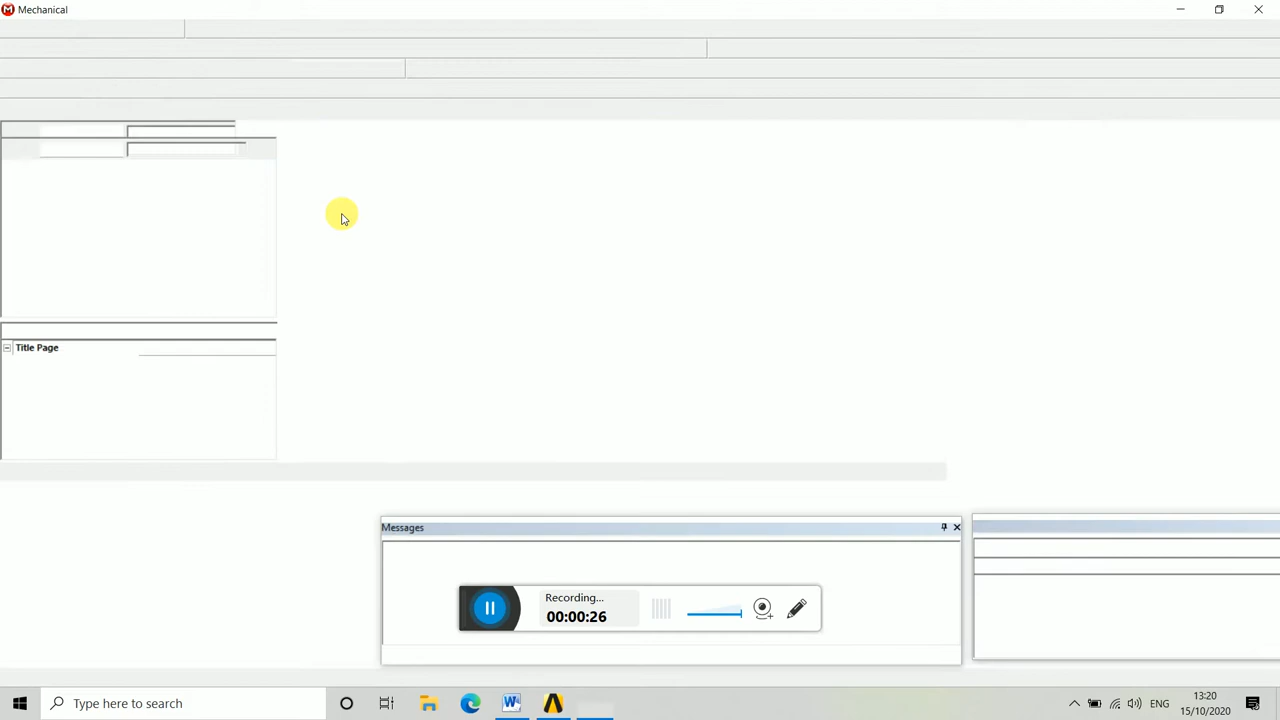 Mechanical
Title Page
Messages
Recording...
00:00:26
Type here to search
ENG
13:20
15/10/2020